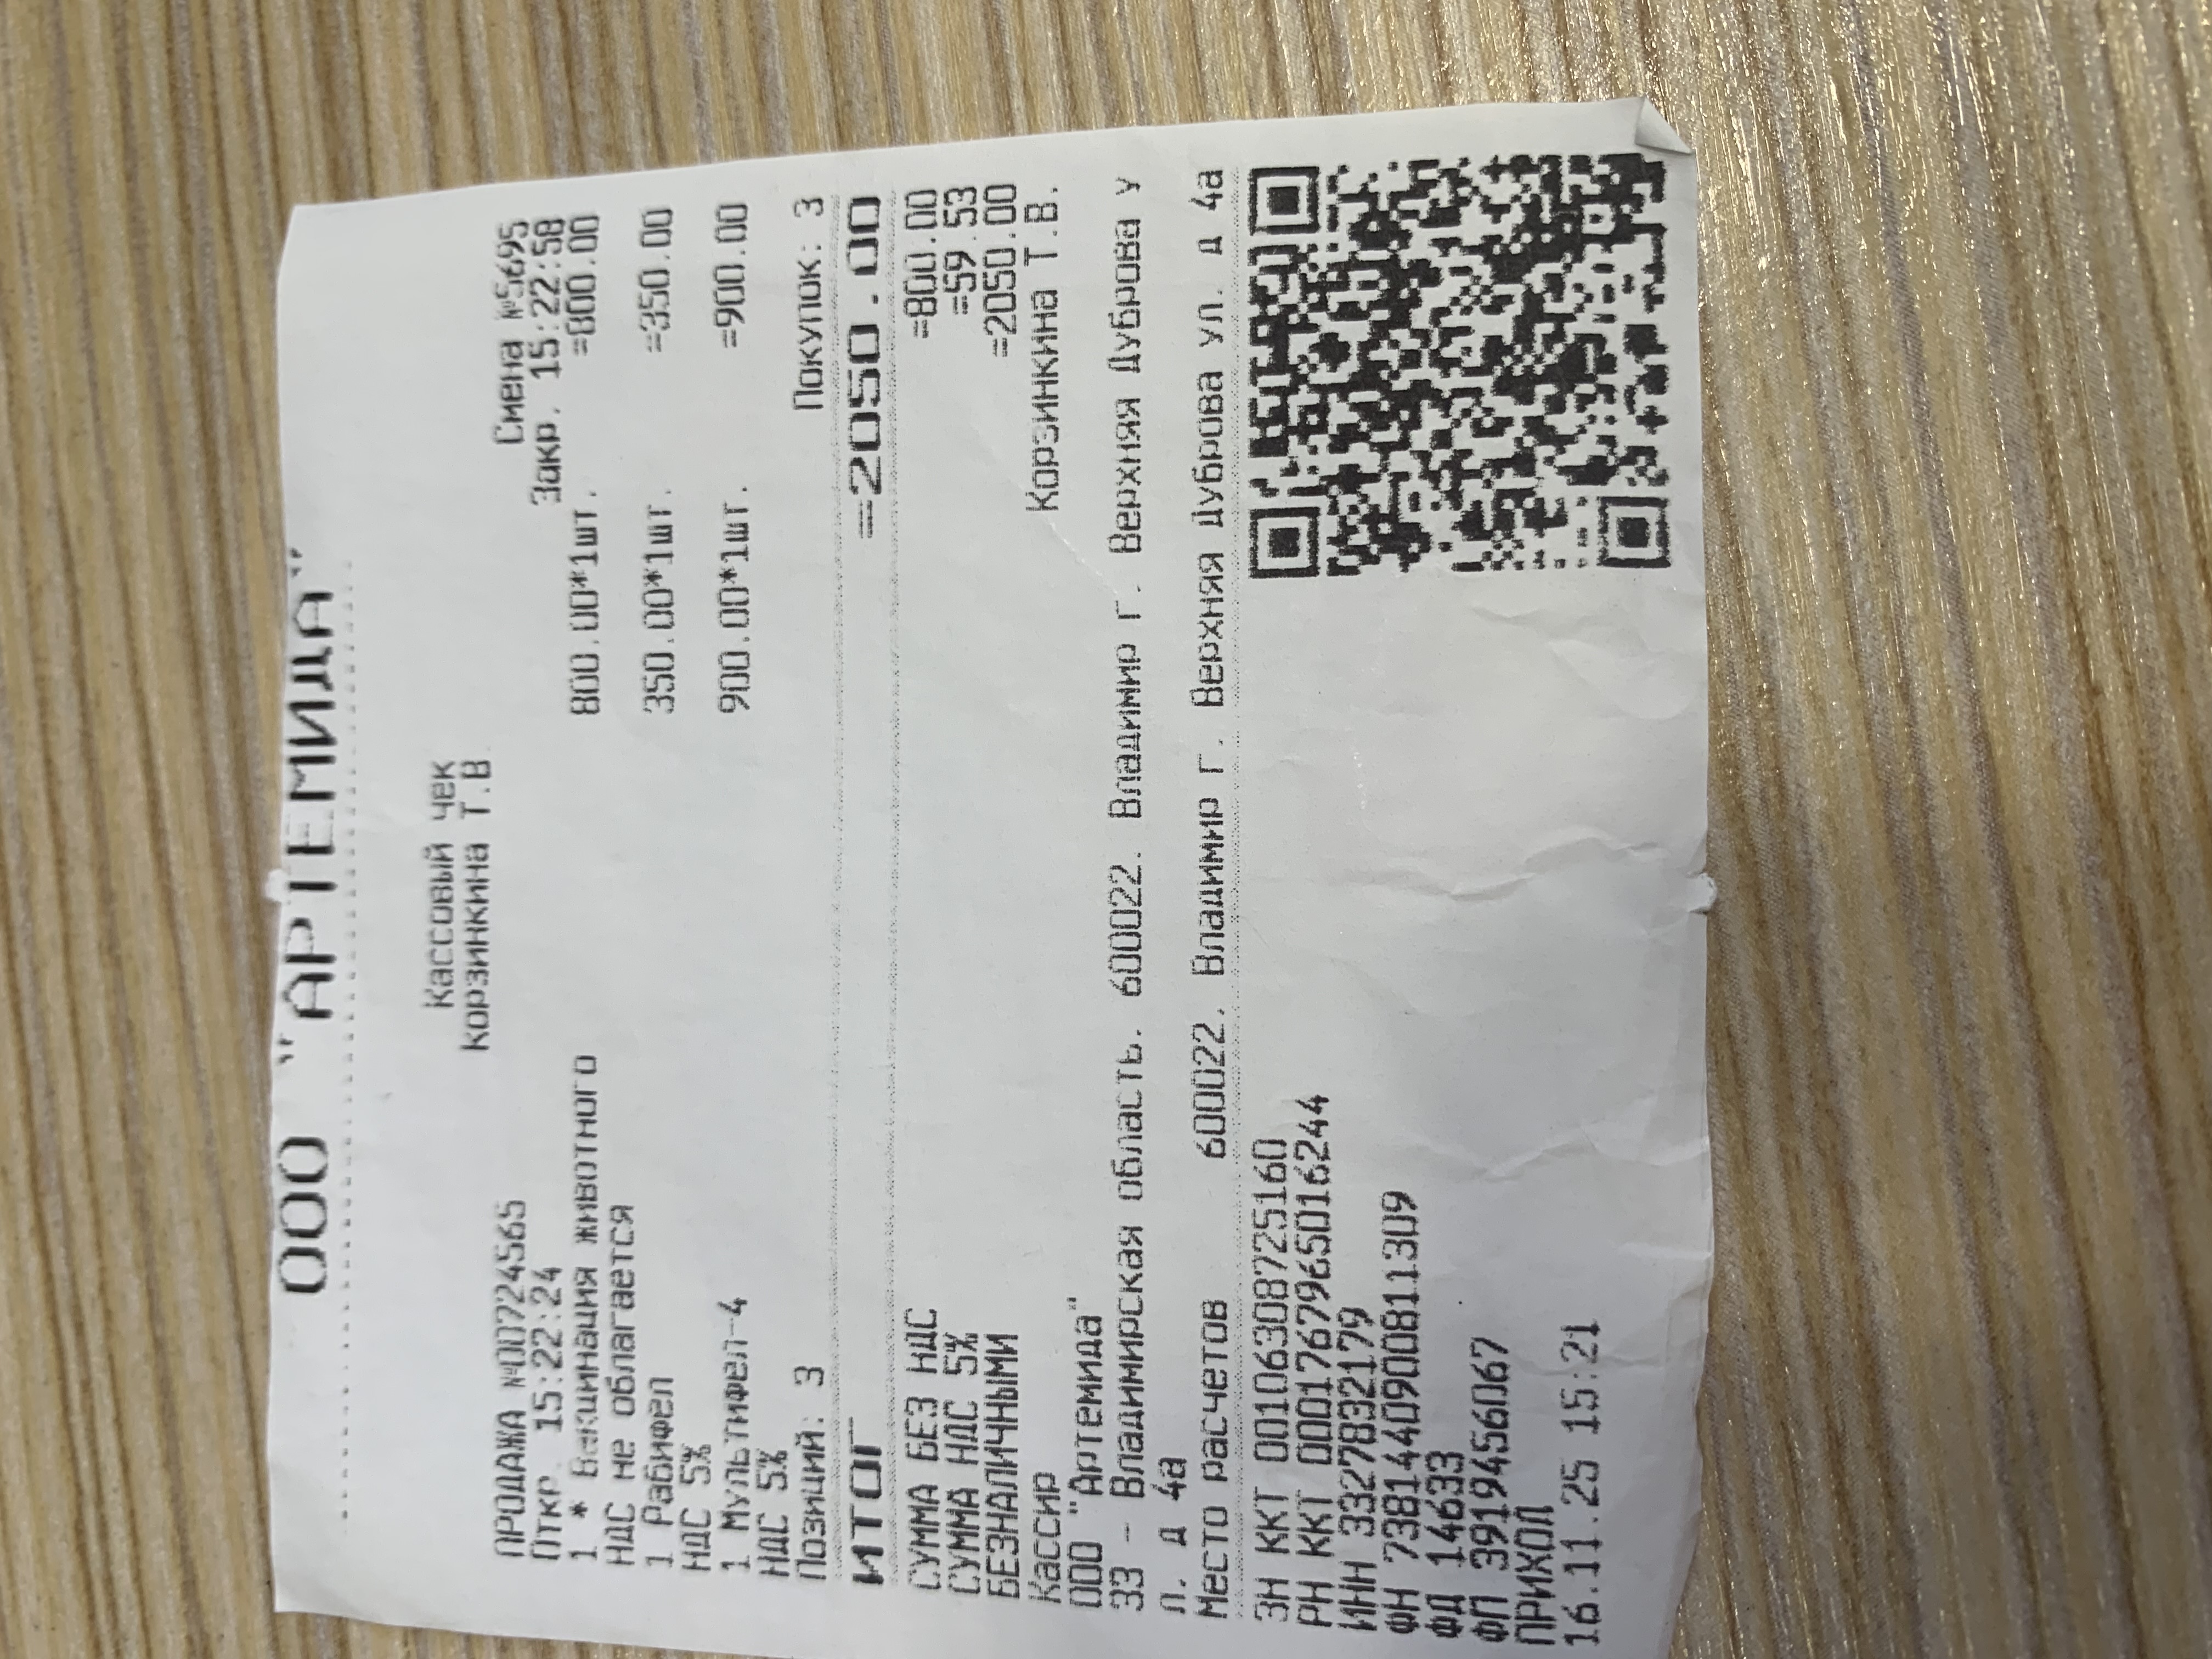 ООО "АРТЕМИДА"
Кассовый чек
корзинкина Т.В
ПРОДАЖА №00724565 Смена №5695
Откр. 15:22:24 Закр. 15:22:58
1 * Вакцинация животного 800.00*1шт. =800.00
НДС не облагается
1 Рабифел 350.00*1шт. =350.00
НДС 5%
1 Мультифел-4 900.00*1шт. =900.00
НДС 5%
Позиций: 3 Покупок: 3
ИТОГ =2050.00
СУММА БЕЗ НДС =800.00
СУММА НДС 5% =59.53
БЕЗНАЛИЧНЫМИ =2050.00
Кассир Корзинкина Т.В.
ООО "Артемида"
33 - Владимирская область. 600022. Владимир г. Верхняя Дуброва у
л. д 4а
Место расчетов 600022. Владимир г. Верхняя Дуброва ул. д 4а
ЗН ККТ 00106308725160
РН ККТ 0001767965016244
ИНН 3327832179
ФН 7381440900811309
ФД 14633
ФП 3919456067
ПРИХОД
16.11.25 15:21